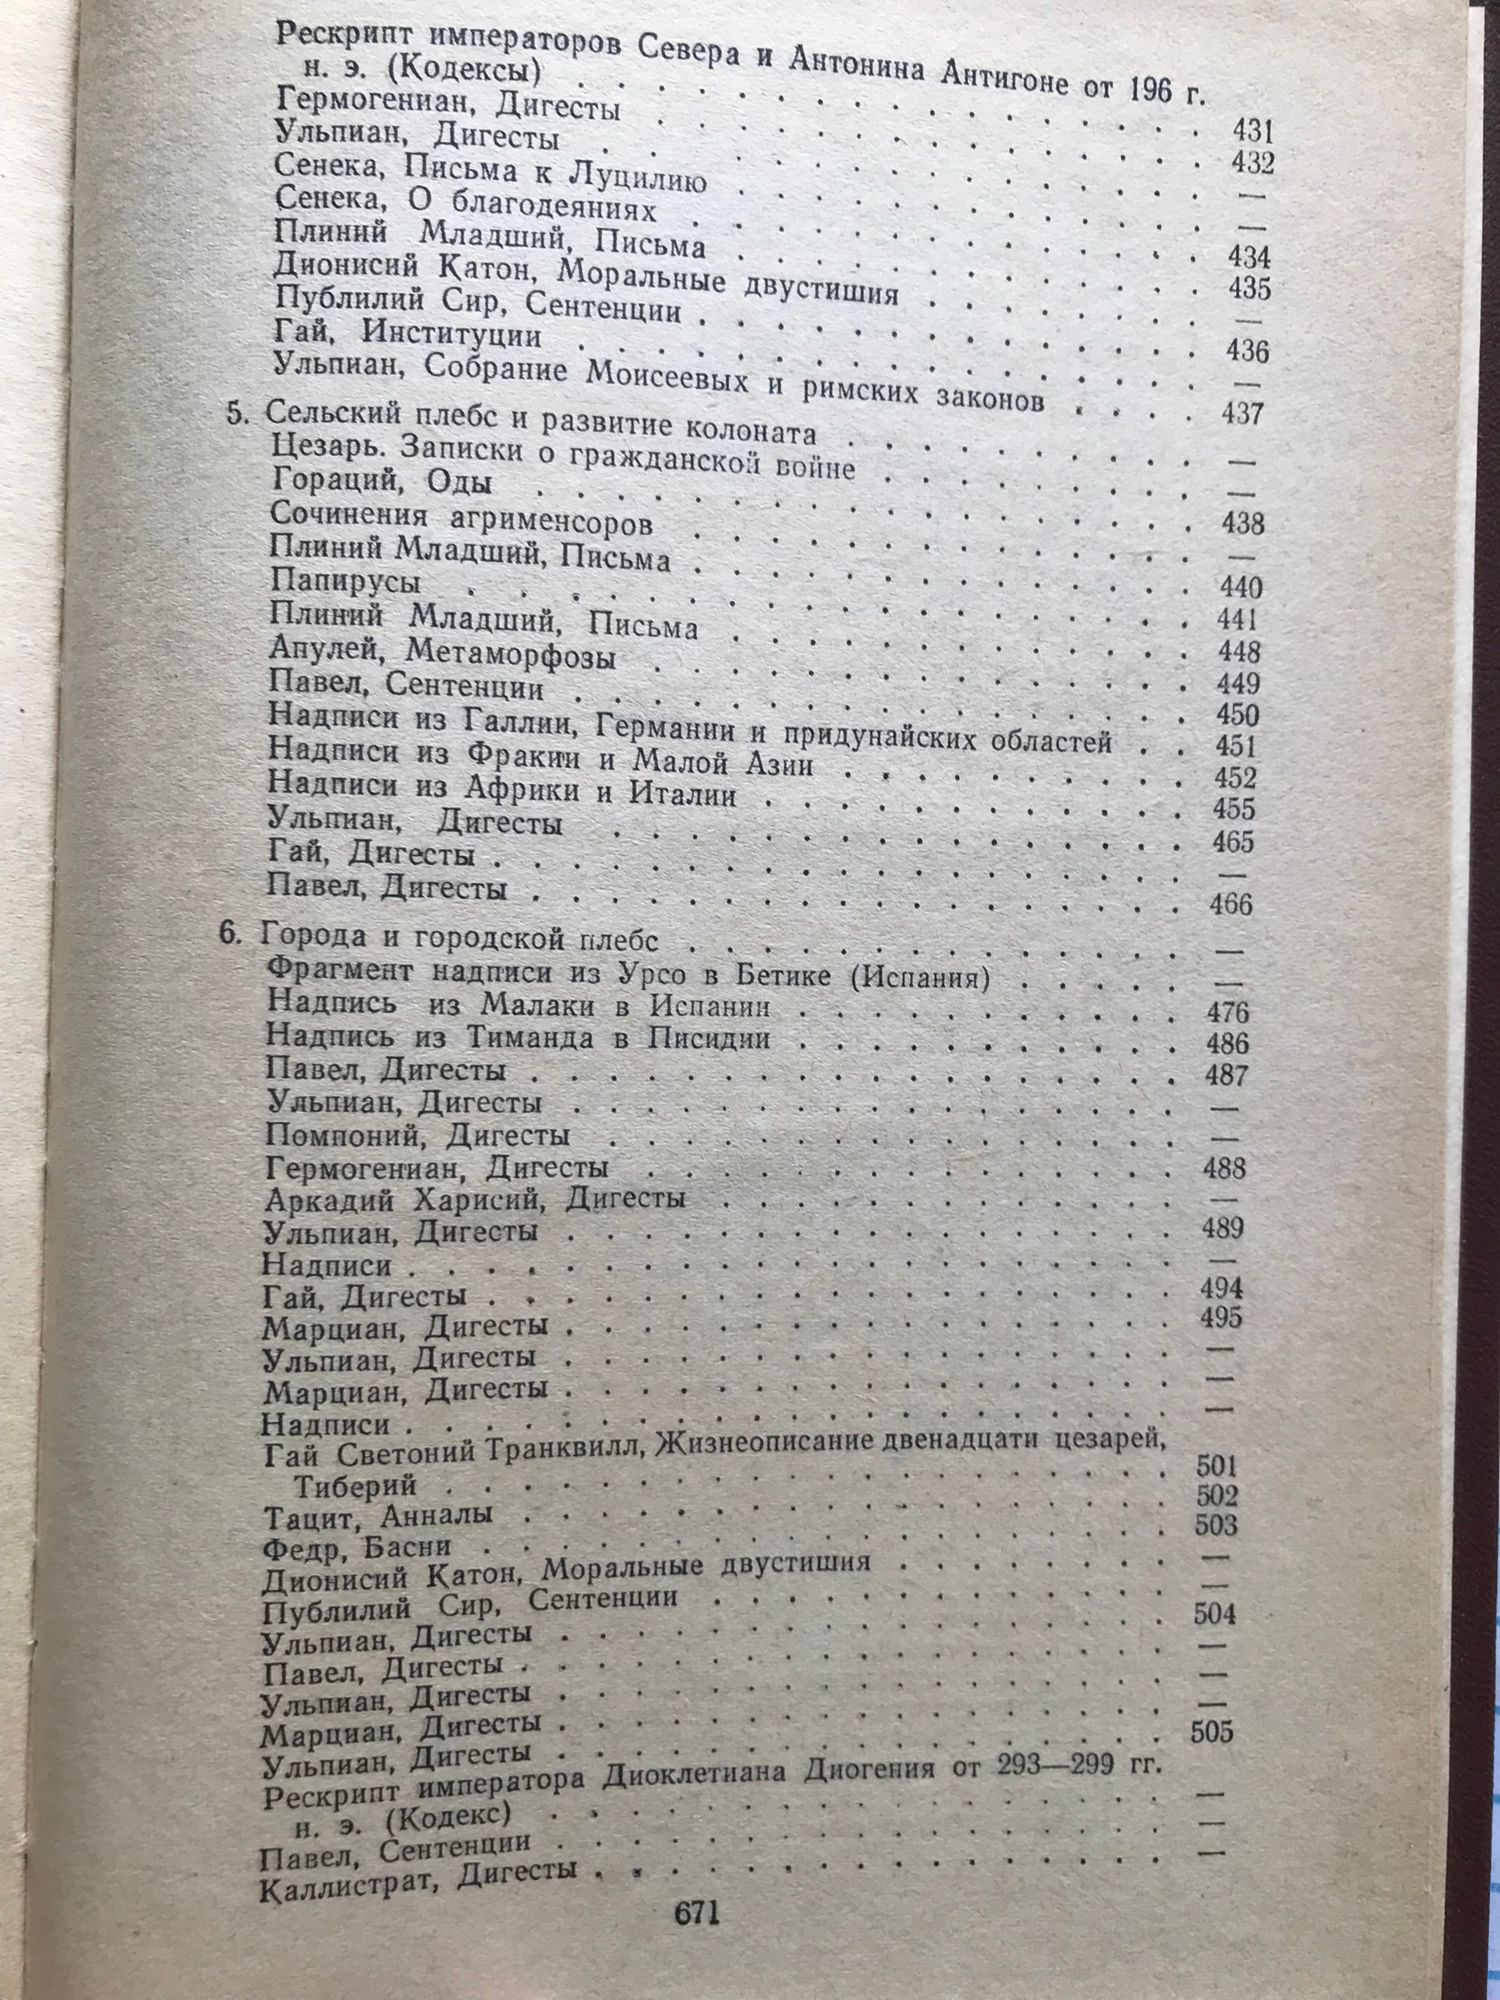 Рескрипт императоров Севера и Антонина Антигоне от 196 г.
н. э. (Кодексы) . . . . . . . . . . . . . . . . 431
Гермогениан, Дигесты . . . . . . . . . . . . . . 432
Ульпиан, Дигесты . . . . . . . . . . . . . . . —
Сенека, Письма к Луцилию . . . . . . . . . . . . —
Сенека, О благодеяниях . . . . . . . . . . . . . 434
Плиний Младший, Письма . . . . . . . . . . . . 435
Дионисий Катон, Моральные двустишия . . . . . . . —
Публилий Сир, Сентенции . . . . . . . . . . . . . 436
Гай, Институции . . . . . . . . . . . . . . . . —
Ульпиан, Собрание Моисеевых и римских законов . . . . 437
5. Сельский плебс и развитие колоната . . . . . . . . . —
Цезарь. Записки о гражданской войне . . . . . . . . —
Гораций, Оды . . . . . . . . . . . . . . . . . 438
Сочинения агрименсоров . . . . . . . . . . . . . —
Плиний Младший, Письма . . . . . . . . . . . . . 440
Папирусы . . . . . . . . . . . . . . . . . . . 441
Плиний Младший, Письма . . . . . . . . . . . . 448
Апулей, Метаморфозы . . . . . . . . . . . . . . 449
Павел, Сентенции . . . . . . . . . . . . . . . . 450
Надписи из Галлии, Германии и придунайских областей . . 451
Надписи из Фракии и Малой Азии . . . . . . . . . 452
Надписи из Африки и Италии . . . . . . . . . . . 455
Ульпиан, Дигесты . . . . . . . . . . . . . . . 465
Гай, Дигесты . . . . . . . . . . . . . . . . . . —
Павел, Дигесты . . . . . . . . . . . . . . . . . 466
6. Города и городской плебс . . . . . . . . . . . . . —
Фрагмент надписи из Урсо в Бетике (Испания) . . . . . —
Надпись из Малаки в Испании . . . . . . . . . . . 476
Надпись из Тиманда в Писидии . . . . . . . . . . . 486
Павел, Дигесты . . . . . . . . . . . . . . . . . 487
Ульпиан, Дигесты . . . . . . . . . . . . . . . . —
Помпоний, Дигесты . . . . . . . . . . . . . . . —
Гермогениан, Дигесты . . . . . . . . . . . . . . 488
Аркадий Харисий, Дигесты . . . . . . . . . . . . —
Ульпиан, Дигесты . . . . . . . . . . . . . . . . 489
Надписи . . . . . . . . . . . . . . . . . . . . —
Гай, Дигесты . . . . . . . . . . . . . . . . . . 494
Марциан, Дигесты . . . . . . . . . . . . . . . . 495
Ульпиан, Дигесты . . . . . . . . . . . . . . . . —
Марциан, Дигесты . . . . . . . . . . . . . . . . —
Надписи . . . . . . . . . . . . . . . . . . . . —
Гай Светоний Транквилл, Жизнеописание двенадцати цезарей,
Тиберий . . . . . . . . . . . . . . . . . . . 501
Тацит, Анналы . . . . . . . . . . . . . . . . . 502
Федр, Басни . . . . . . . . . . . . . . . . . . 503
Дионисий Катон, Моральные двустишия . . . . . . . . —
Публилий Сир, Сентенции . . . . . . . . . . . . . —
Ульпиан, Дигесты . . . . . . . . . . . . . . . . 504
Павел, Дигесты . . . . . . . . . . . . . . . . . —
Ульпиан, Дигесты . . . . . . . . . . . . . . . . —
Марциан, Дигесты . . . . . . . . . . . . . . . . —
Ульпиан, Дигесты . . . . . . . . . . . . . . . . 505
Рескрипт императора Диоклетиана Диогения от 293—299 гг.
н. э. (Кодекс) . . . . . . . . . . . . . . . . —
Павел, Сентенции . . . . . . . . . . . . . . . . —
Каллистрат, Дигесты . . . . . . . . . . . . . . . —
671